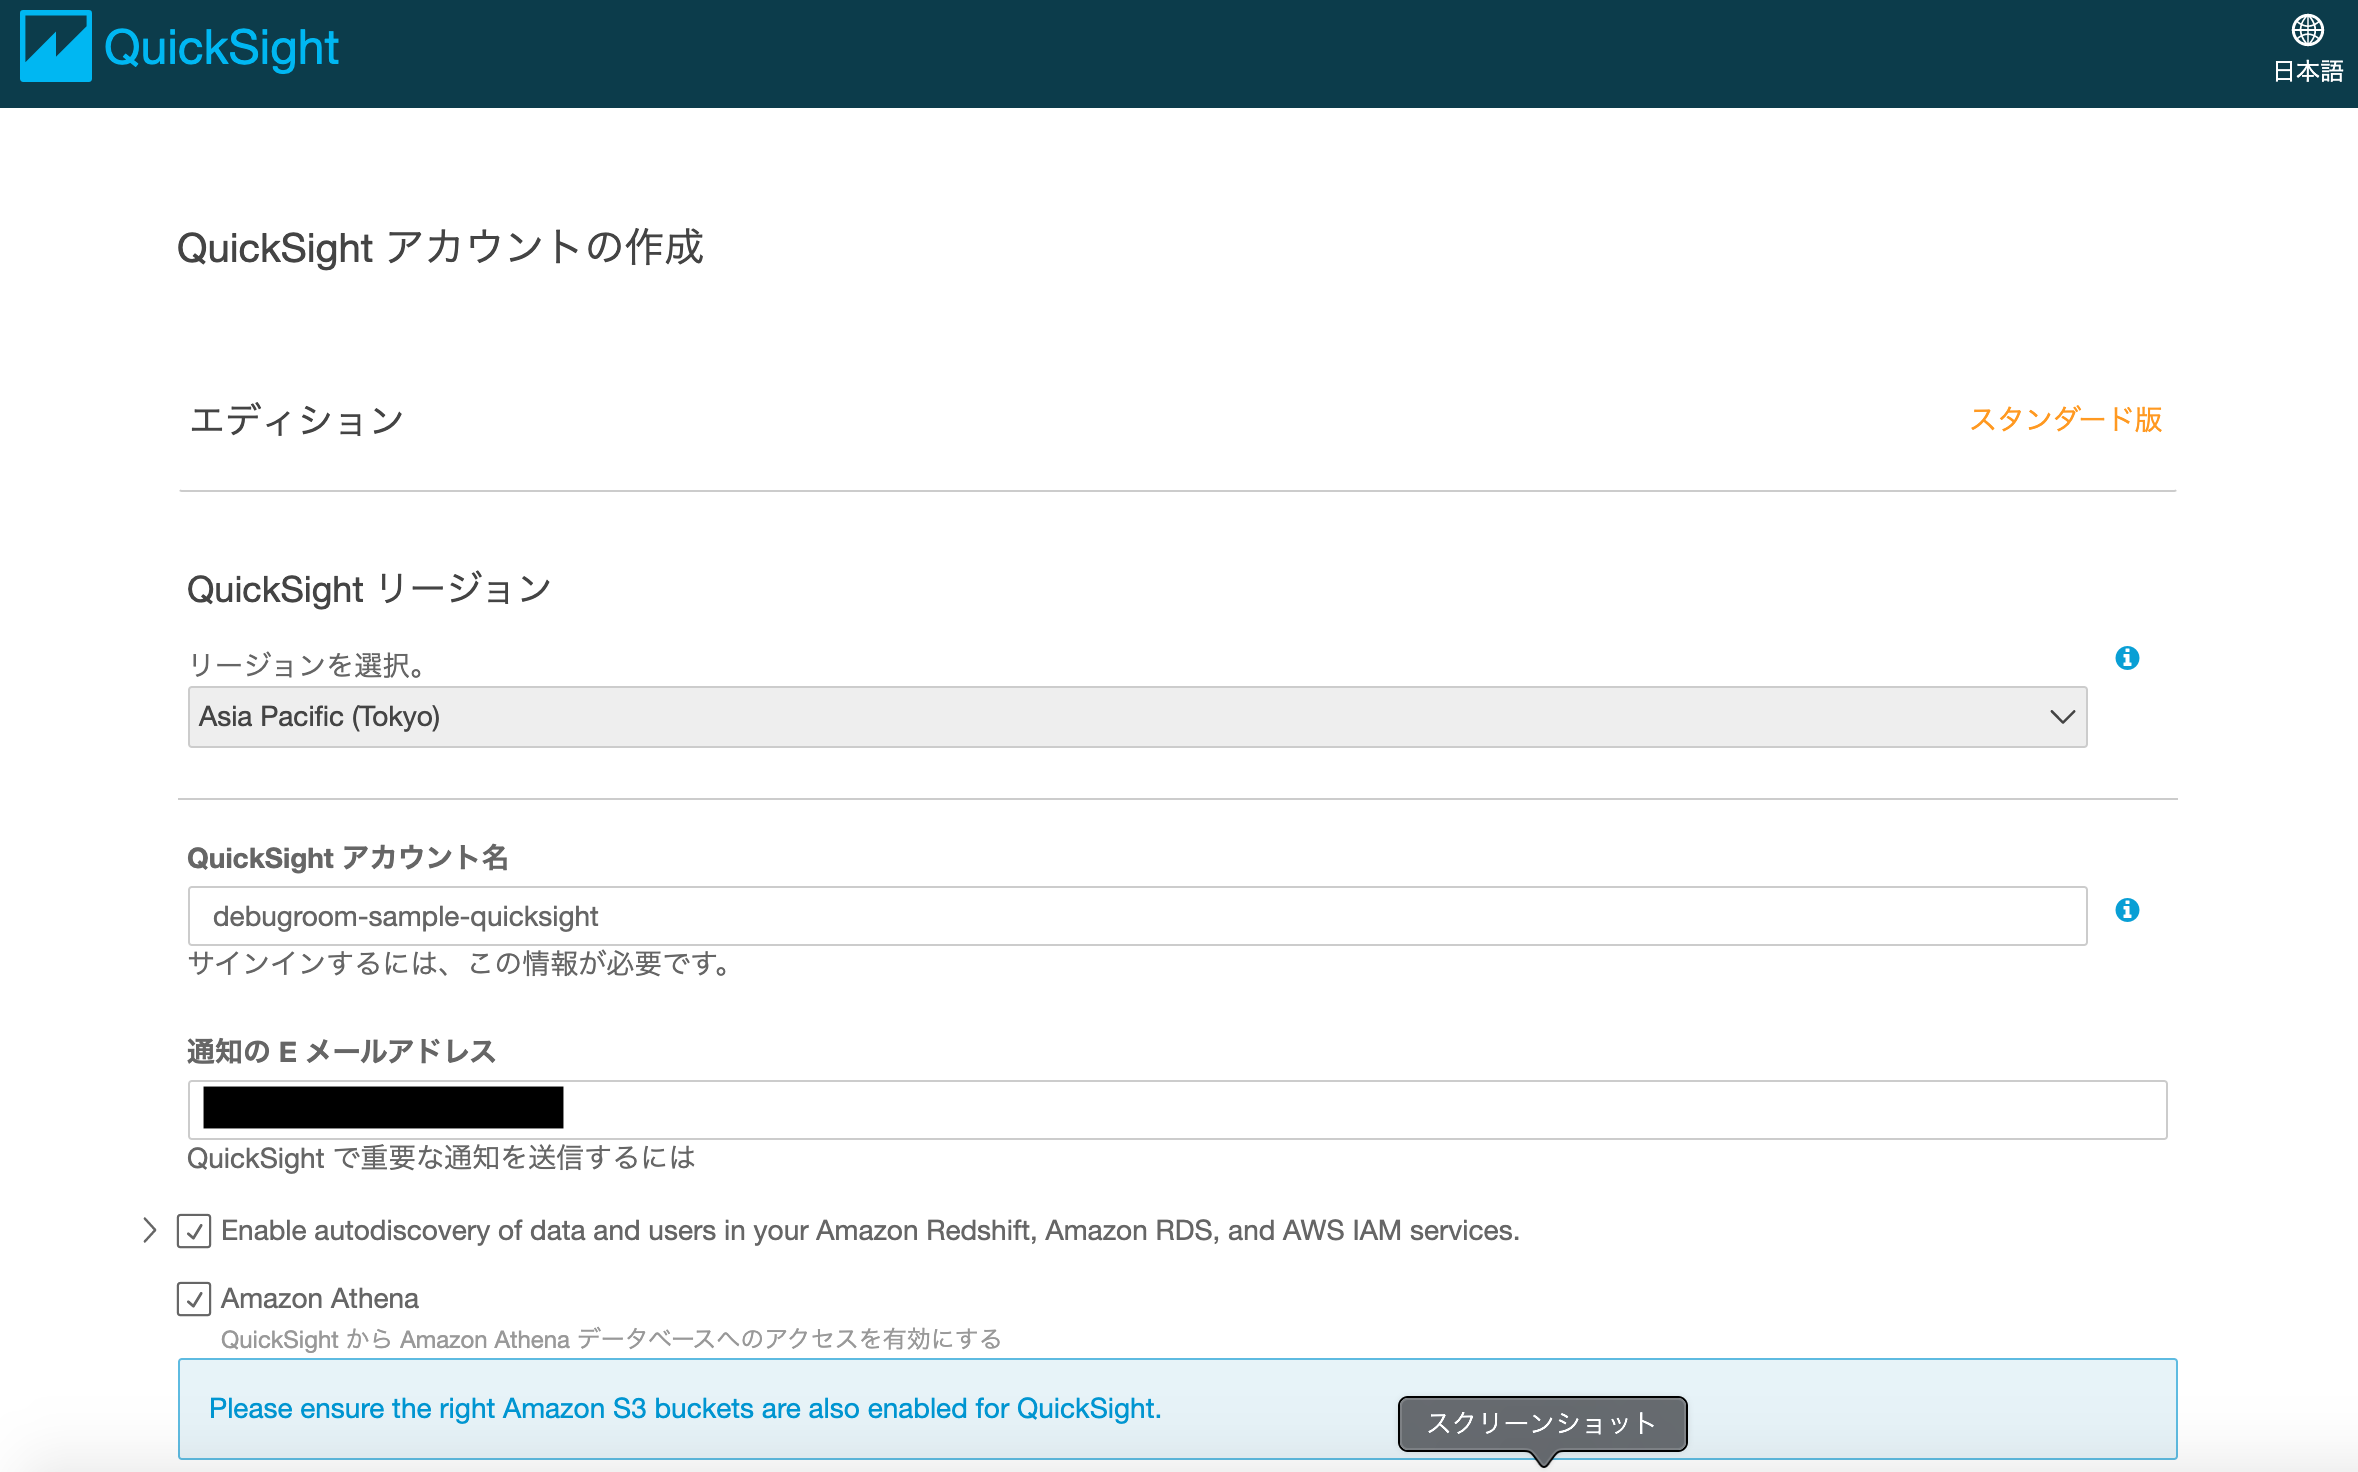 QuickSight
日本語
QuickSight アカウントの作成
エディション
スタンダード版
QuickSight リージョン
リージョンを選択。
Asia Pacific (Tokyo)
QuickSight アカウント名
debugroom-sample-quicksight
サインインするには、この情報が必要です。
通知の E メールアドレス
QuickSight で重要な通知を送信するには
Enable autodiscovery of data and users in your Amazon Redshift, Amazon RDS, and AWS IAM services.
Amazon Athena
QuickSight から Amazon Athena データベースへのアクセスを有効にする
Please ensure the right Amazon S3 buckets are also enabled for QuickSight.
スクリーンショット